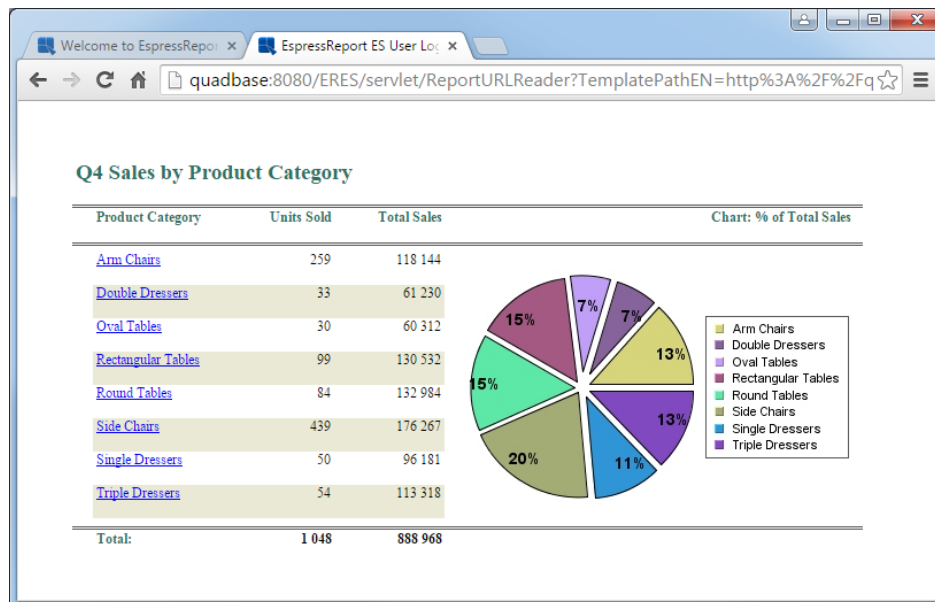 Welcome to EspressRepor
EspressReport ES User Log
quadbase:8080/ERES/servlet/ReportURLReader?TemplatePathEN=http%3A%2F%2Fq
Q4 Sales by Product Category
Product Category Units Sold Total Sales Chart: % of Total Sales
Arm Chairs 259 118 144
Double Dressers 33 61 230
Oval Tables 30 60 312
Rectangular Tables 99 130 532
Round Tables 84 132 984
Side Chairs 439 176 267
Single Dressers 50 96 181
Triple Dressers 54 113 318
Total: 1 048 888 968
7%
7%
15%
13%
15%
13%
20%
11%
Arm Chairs
Double Dressers
Oval Tables
Rectangular Tables
Round Tables
Side Chairs
Single Dressers
Triple Dressers